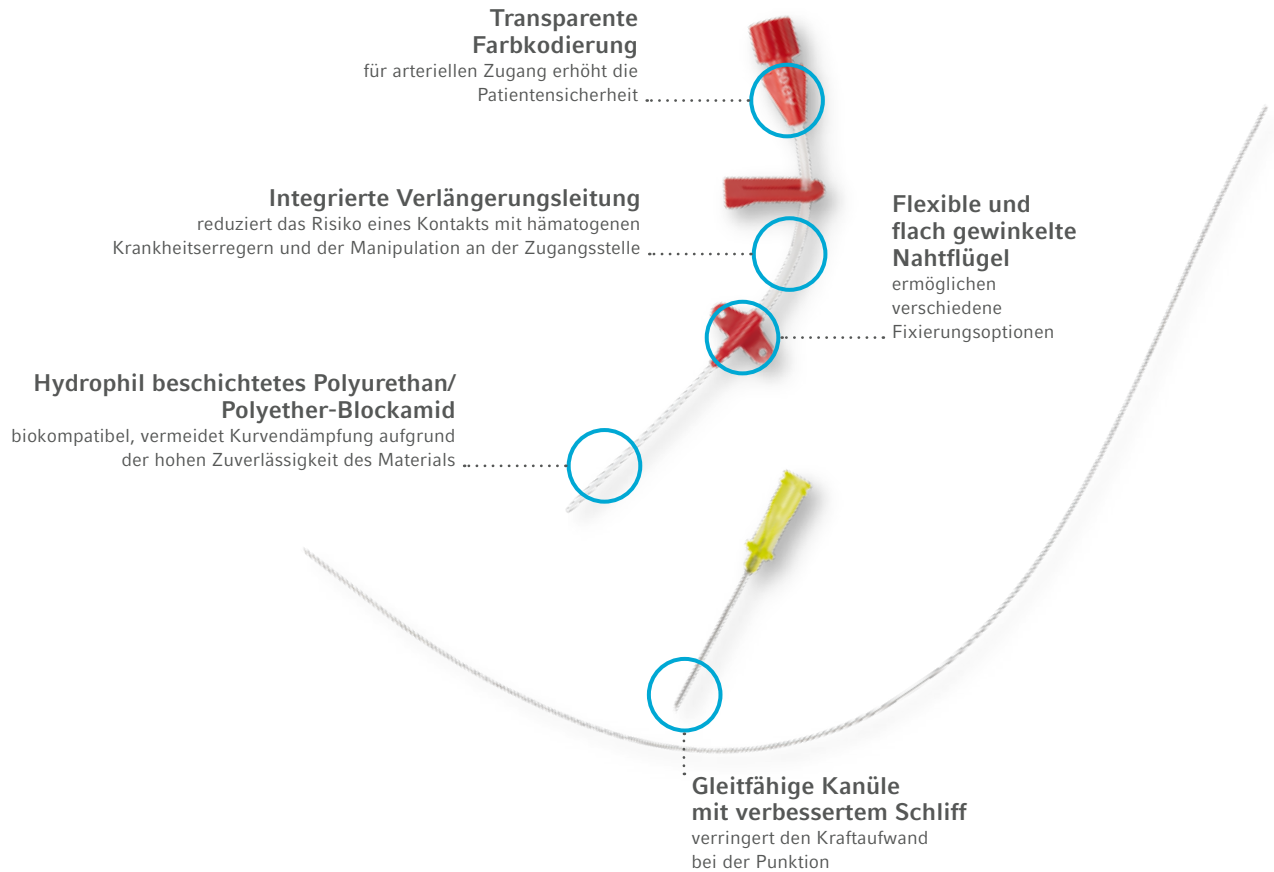 Transparente
Farbkodierung
für arteriellen Zugang erhöht die
Patientensicherheit
Integrierte Verlängerungsleitung
reduziert das Risiko eines Kontakts mit hämatogenen
Krankheitserregern und der Manipulation an der Zugangsstelle
Flexible und
flach gewinkelte
Nahtflügel
ermöglichen
verschiedene
Fixierungsoptionen
Hydrophil beschichtetes Polyurethan/
Polyether-Blockamid
biokompatibel, vermeidet Kurvendämpfung aufgrund
der hohen Zuverlässigkeit des Materials
Gleitfähige Kanüle
mit verbessertem Schliff
verringert den Kraftaufwand
bei der Punktion